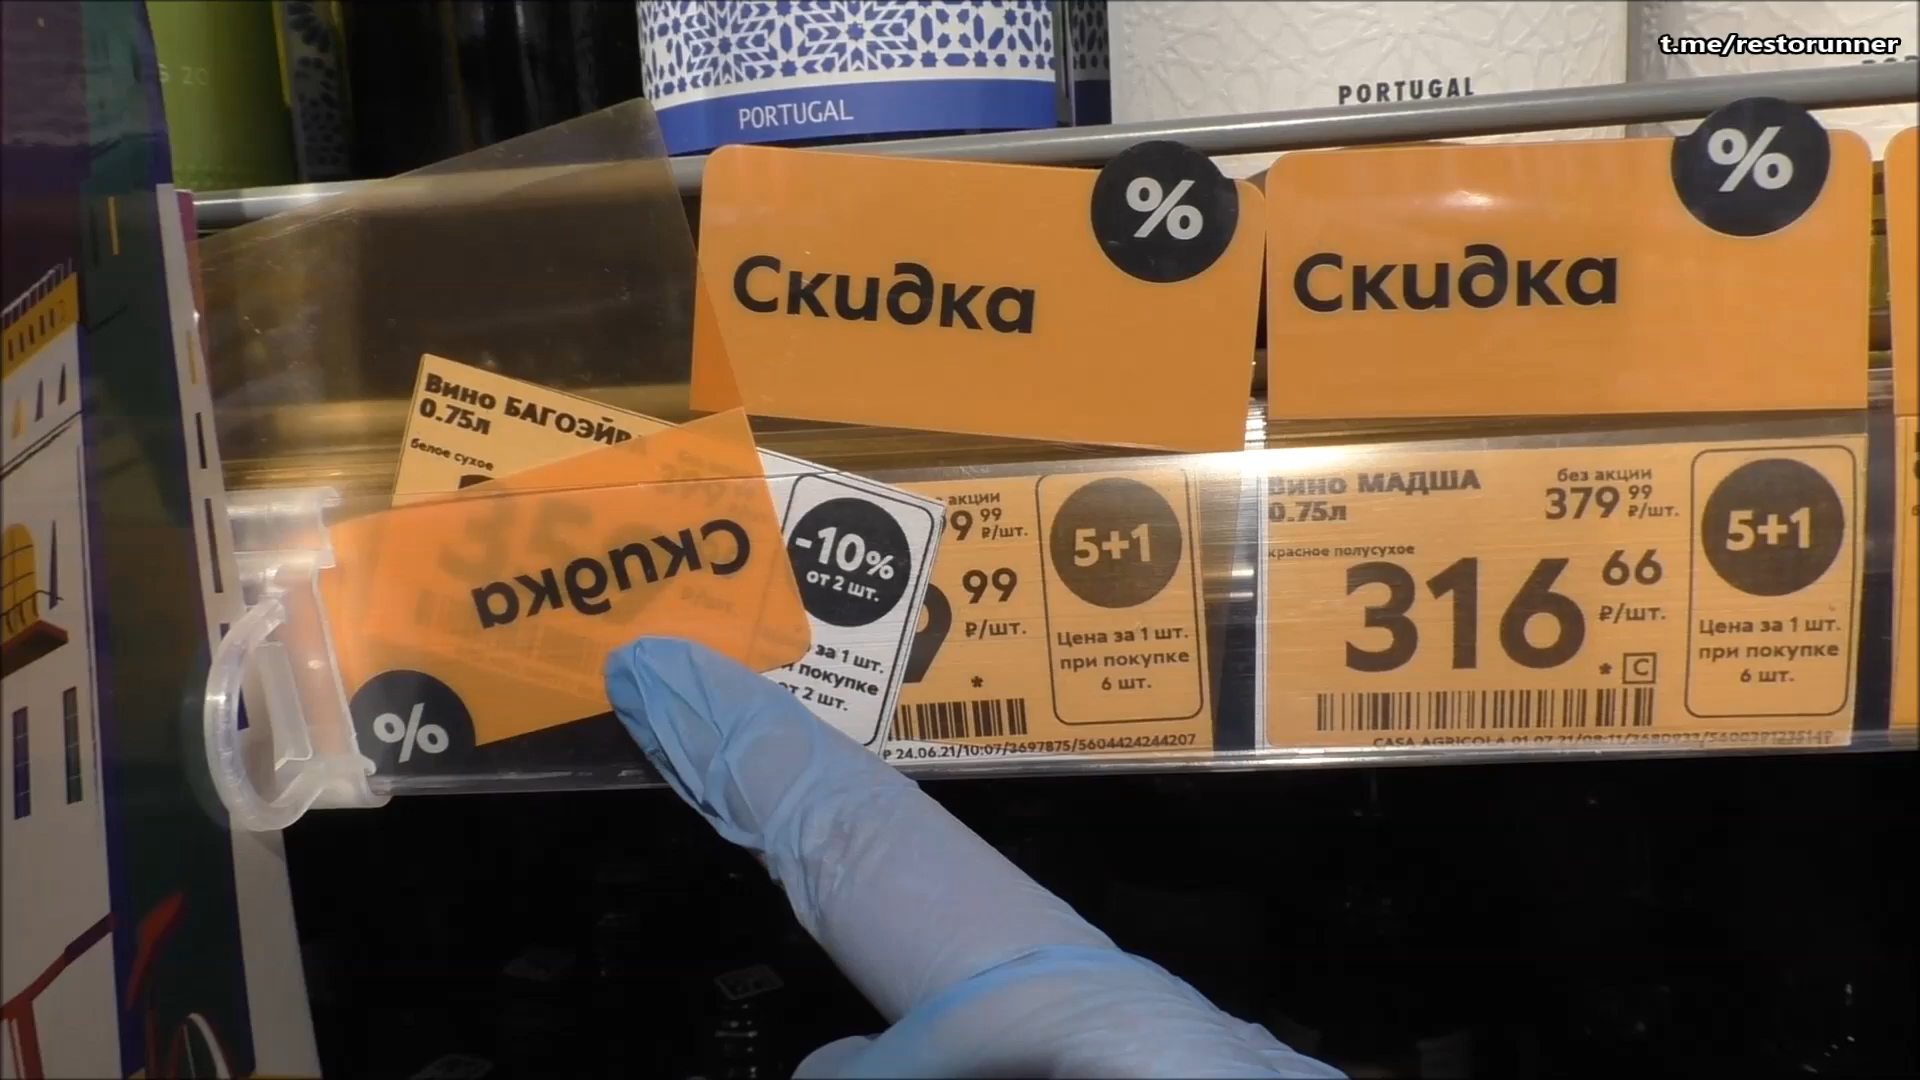 t.me/restorunner
PORTUGAL
PORTUGAL
%
%
Скидка
Скидка
Вино БАГОЭЙР
0.75л
белое сухое
Скидка
%
-10%
от 2 шт.
за 1 шт.
покупке
от 2 шт.
акции
9 99
₽/шт.
99
₽/шт.
*
5+1
Цена за 1 шт.
при покупке
6 шт.
24.06.21/10:07/3697875/5604424244207
Вино МАДША
0.75л
красное полусухое
без акции
379 99
₽/шт.
316 66
₽/шт.
* С
5+1
Цена за 1 шт.
при покупке
6 шт.
CASA AGRICOLA